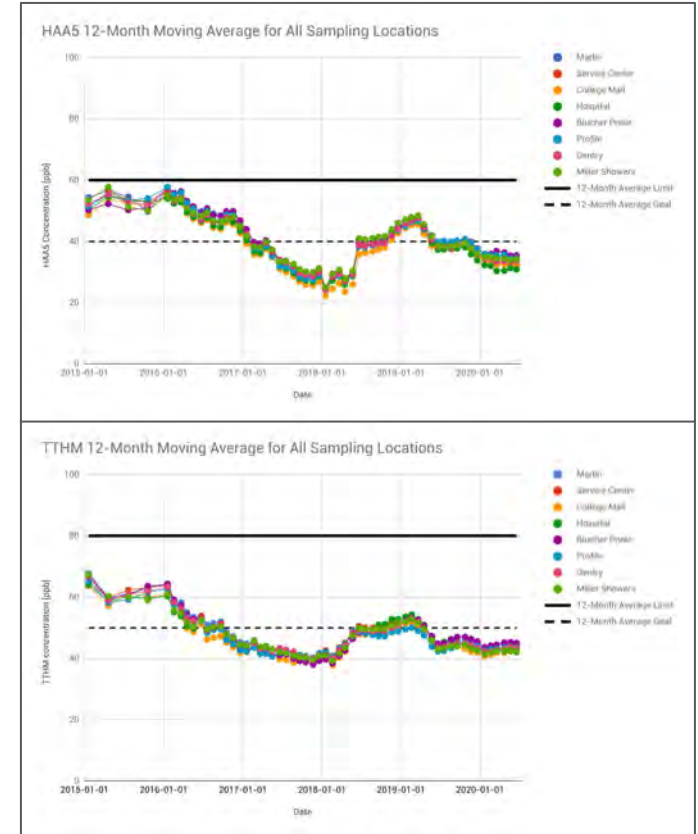 HAA5 12-Month Moving Average for All Sampling Locations
100
80
60
40
20
0
HAA5 Concentration [ppb]
2015-01-01 2016-01-01 2017-01-01 2018-01-01 2019-01-01 2020-01-01
Date
Martin
Service Center
College Mall
Hospital
Blucher Poole
Profile
Gentry
Miller Showers
12-Month Average Limit
12-Month Average Goal
TTHM 12-Month Moving Average for All Sampling Locations
100
80
60
40
20
0
TTHM concentration [ppb]
2015-01-01 2016-01-01 2017-01-01 2018-01-01 2019-01-01 2020-01-01
Date
Martin
Service Center
College Mall
Hospital
Blucher Poole
Profile
Gentry
Miller Showers
12-Month Average Limit
12-Month Average Goal